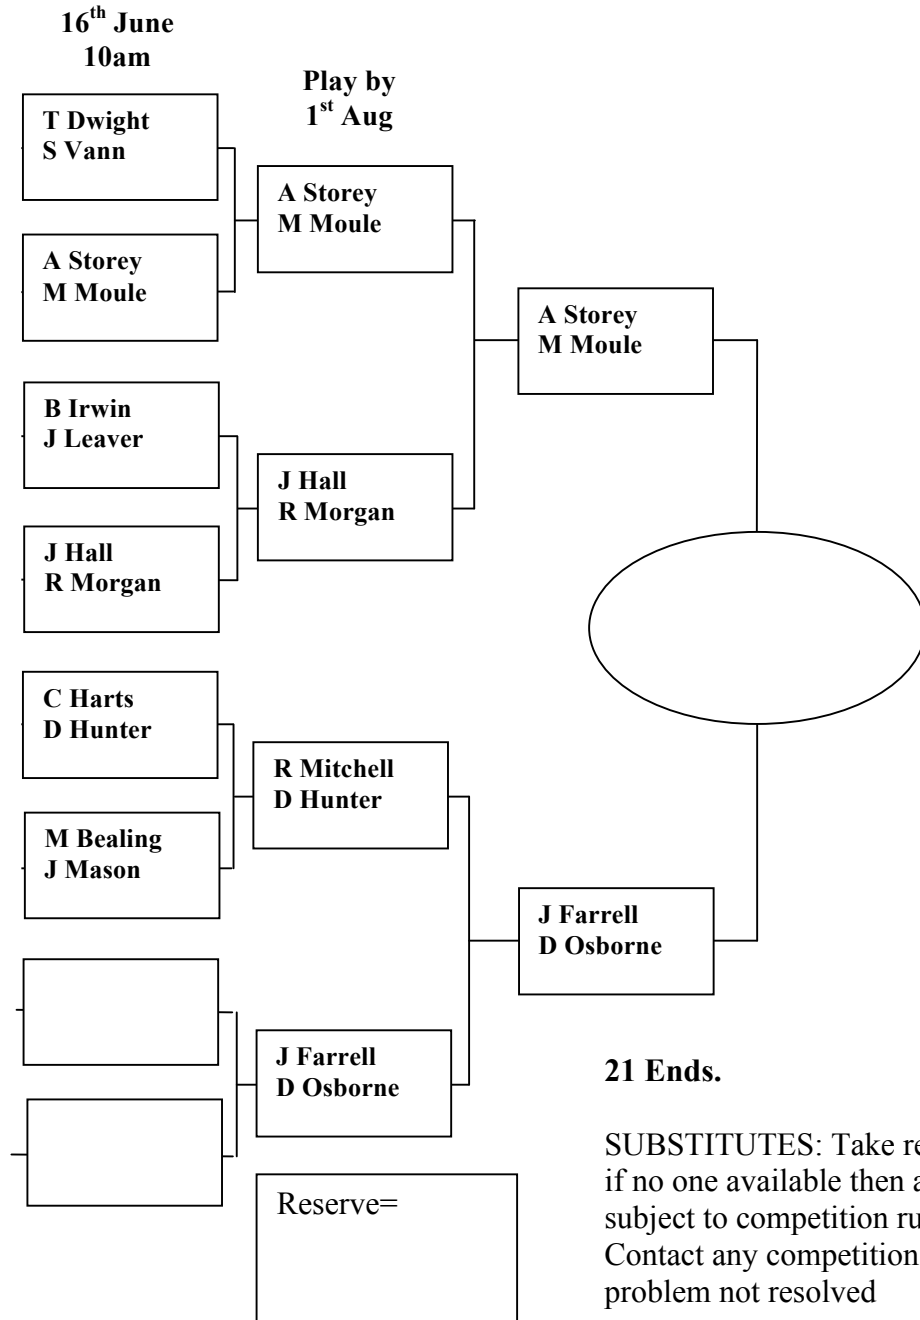 16th June
10am
Play by
1st Aug
T Dwight
S Vann
A Storey
M Moule
B Irwin
J Leaver
J Hall
R Morgan
C Harts
D Hunter
M Bealing
J Mason
A Storey
M Moule
J Hall
R Morgan
R Mitchell
D Hunter
J Farrell
D Osborne
A Storey
M Moule
J Farrell
D Osborne
Reserve=
21 Ends.
SUBSTITUTES: Take re
if no one available then a
subject to competition ru
Contact any competition
problem not resolved